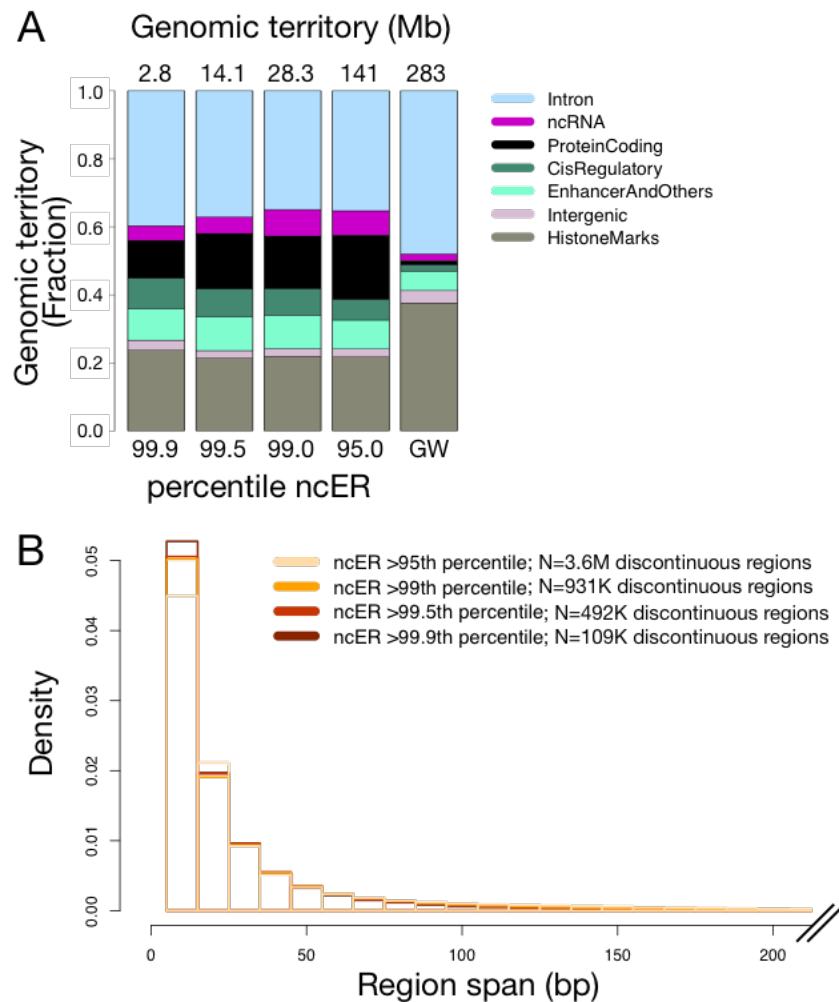 A
Genomic territory (Mb)
2.8 14.1 28.3 141 283
Genomic territory
(Fraction)
1.0
0.8
0.6
0.4
0.2
0.0
Intron
ncRNA
ProteinCoding
CisRegulatory
EnhancerAndOthers
Intergenic
HistoneMarks
99.9 99.5 99.0 95.0 GW
percentile ncER
B
ncER >95th percentile; N=3.6M discontinuous regions
ncER >99th percentile; N=931K discontinuous regions
ncER >99.5th percentile; N=492K discontinuous regions
ncER >99.9th percentile; N=109K discontinuous regions
Density
0.05
0.04
0.03
0.02
0.01
0.00
0 50 100 150 200
Region span (bp)